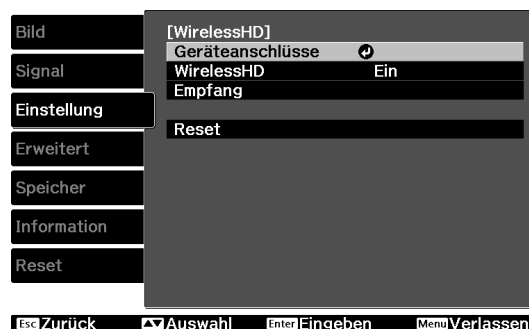 Bild
Signal
Einstellung
Erweitert
Speicher
Information
Reset
[WirelessHD]
Geräteanschlüsse
WirelessHD Ein
Empfang
Reset
Esc Zurück Auswahl Enter Eingeben Menu Verlassen